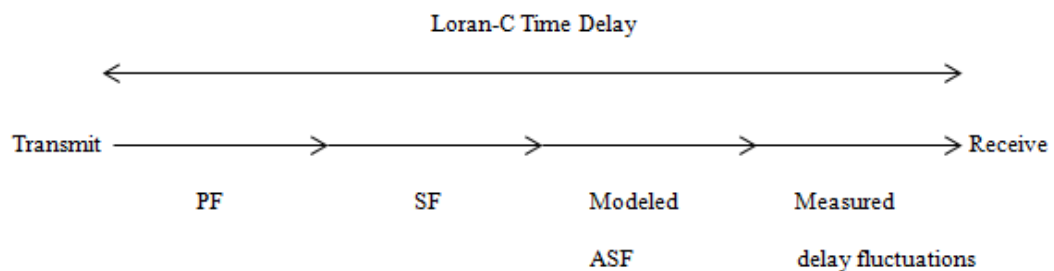 Loran-C Time Delay
Transmit Receive
PF SF Modeled Measured
ASF delay fluctuations